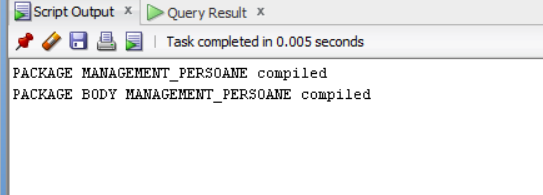 Script Output x Query Result x
Task completed in 0.005 seconds
PACKAGE MANAGEMENT_PERSOANE compiled
PACKAGE BODY MANAGEMENT_PERSOANE compiled